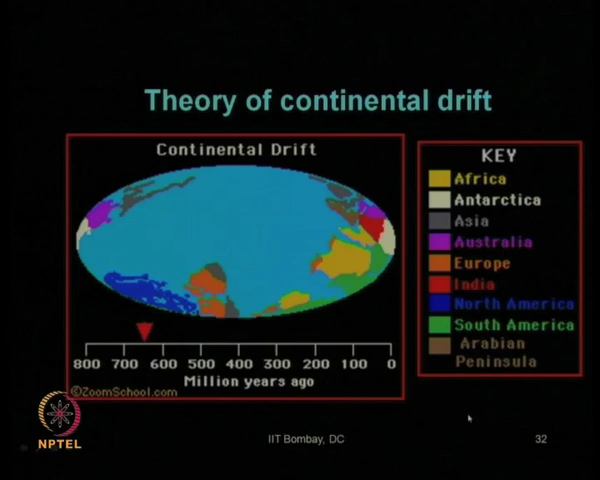 Theory of continental drift
Continental Drift
KEY
Africa
Antarctica
Asia
Australia
Europe
India
North America
South America
Arabian
Peninsula
800 700 600 500 400 300 200 100 0
Million years ago
©ZoomSchool.com
NPTEL
IIT Bombay, DC
32